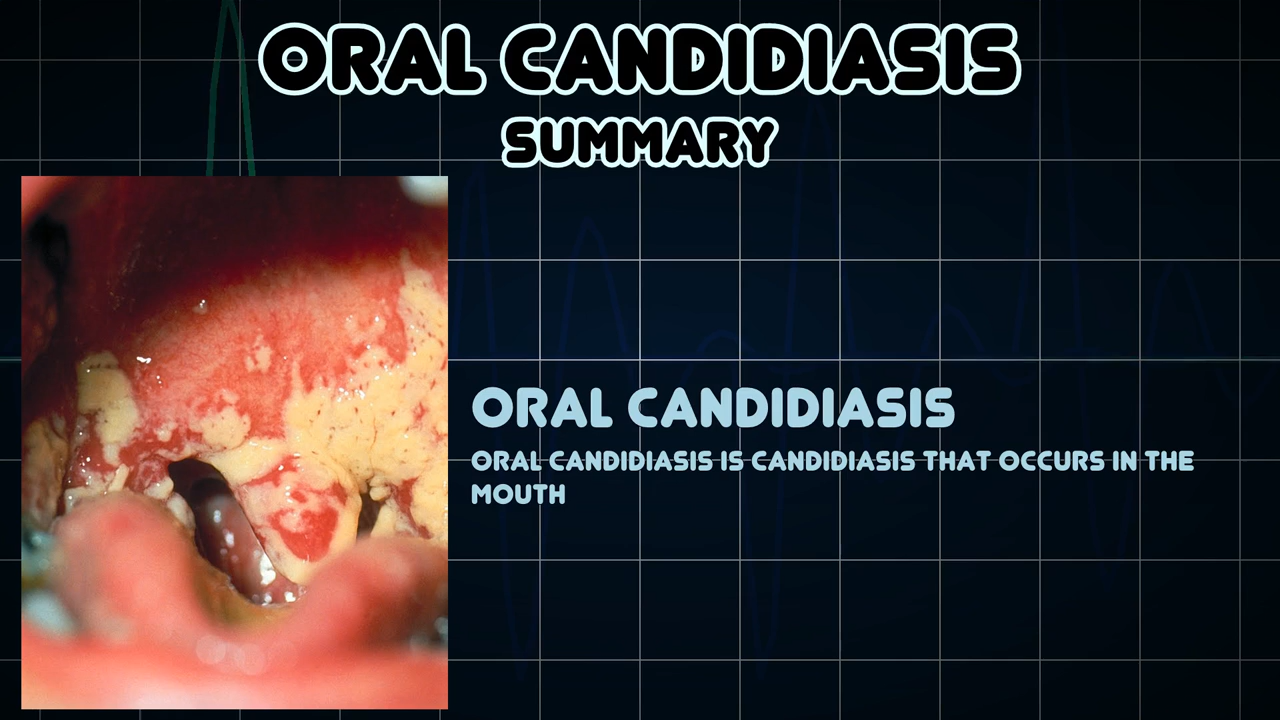 ORAL CANDIDIASIS
SUMMARY
ORAL CANDIDIASIS
ORAL CANDIDIASIS IS CANDIDIASIS THAT OCCURS IN THE
MOUTH